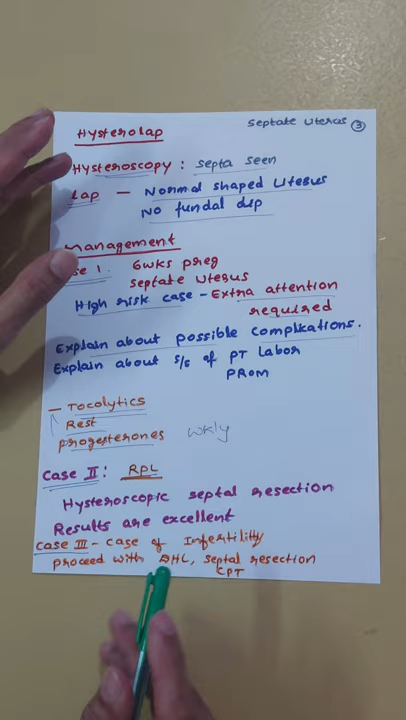 Septate Uterus 3
Hysterolap
Hysteroscopy : septa seen
Lap - Normal shaped Uterus
No fundal dep
Management
Case 1. 6wks preg
septate Uterus
High risk case - Extra attention
required
Explain about possible complications.
Explain about s/s of PT Labor
PROM
- Tocolytics
Rest
progesterones wkly
Case II : RPL
Hysteroscopic septal resection
Results are excellent
Case III - Case of Infertility
proceed with DHL, septal resection
CPT